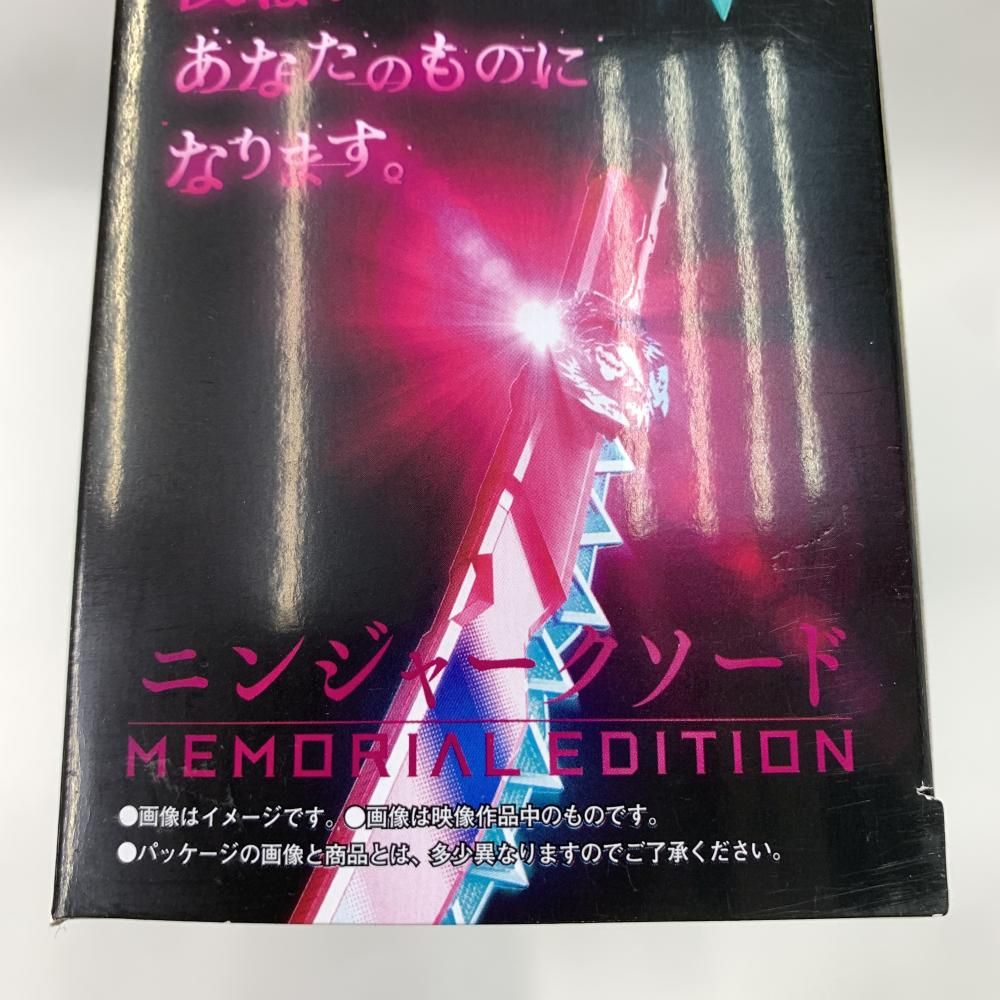 あなたのものに
なります。
ニンジャークソード
MEMORIAL EDITION
●画像はイメージです。●画像は映像作品中のものです。
●パッケージの画像と商品とは、多少異なりますのでご了承ください。